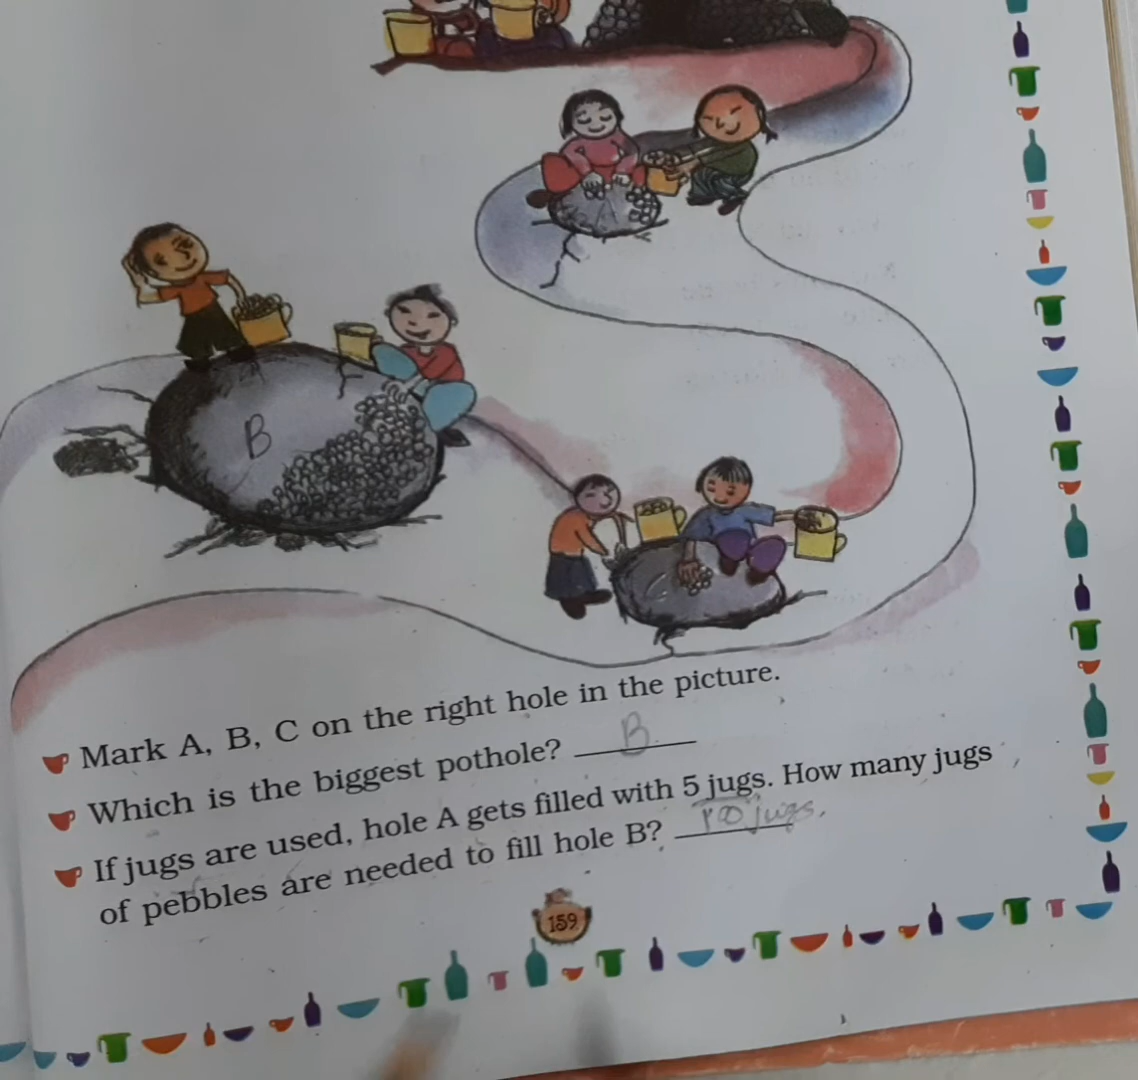 A
B
C
Mark A, B, C on the right hole in the picture.
Which is the biggest pothole? B
If jugs are used, hole A gets filled with 5 jugs. How many jugs
of pebbles are needed to fill hole B? 100 jugs.
159